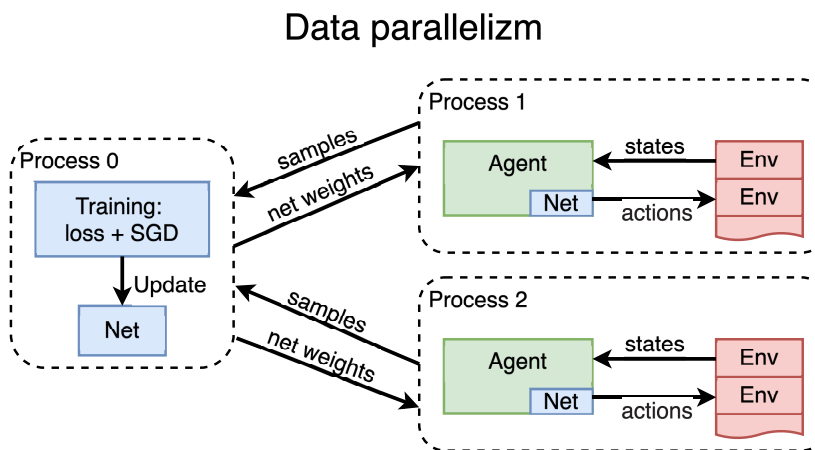 Data parallelizm
Process 0
Training:
loss + SGD
Update
Net
samples
net weights
samples
net weights
Process 1
Agent
Net
states
actions
Env
Env
Process 2
Agent
Net
states
actions
Env
Env